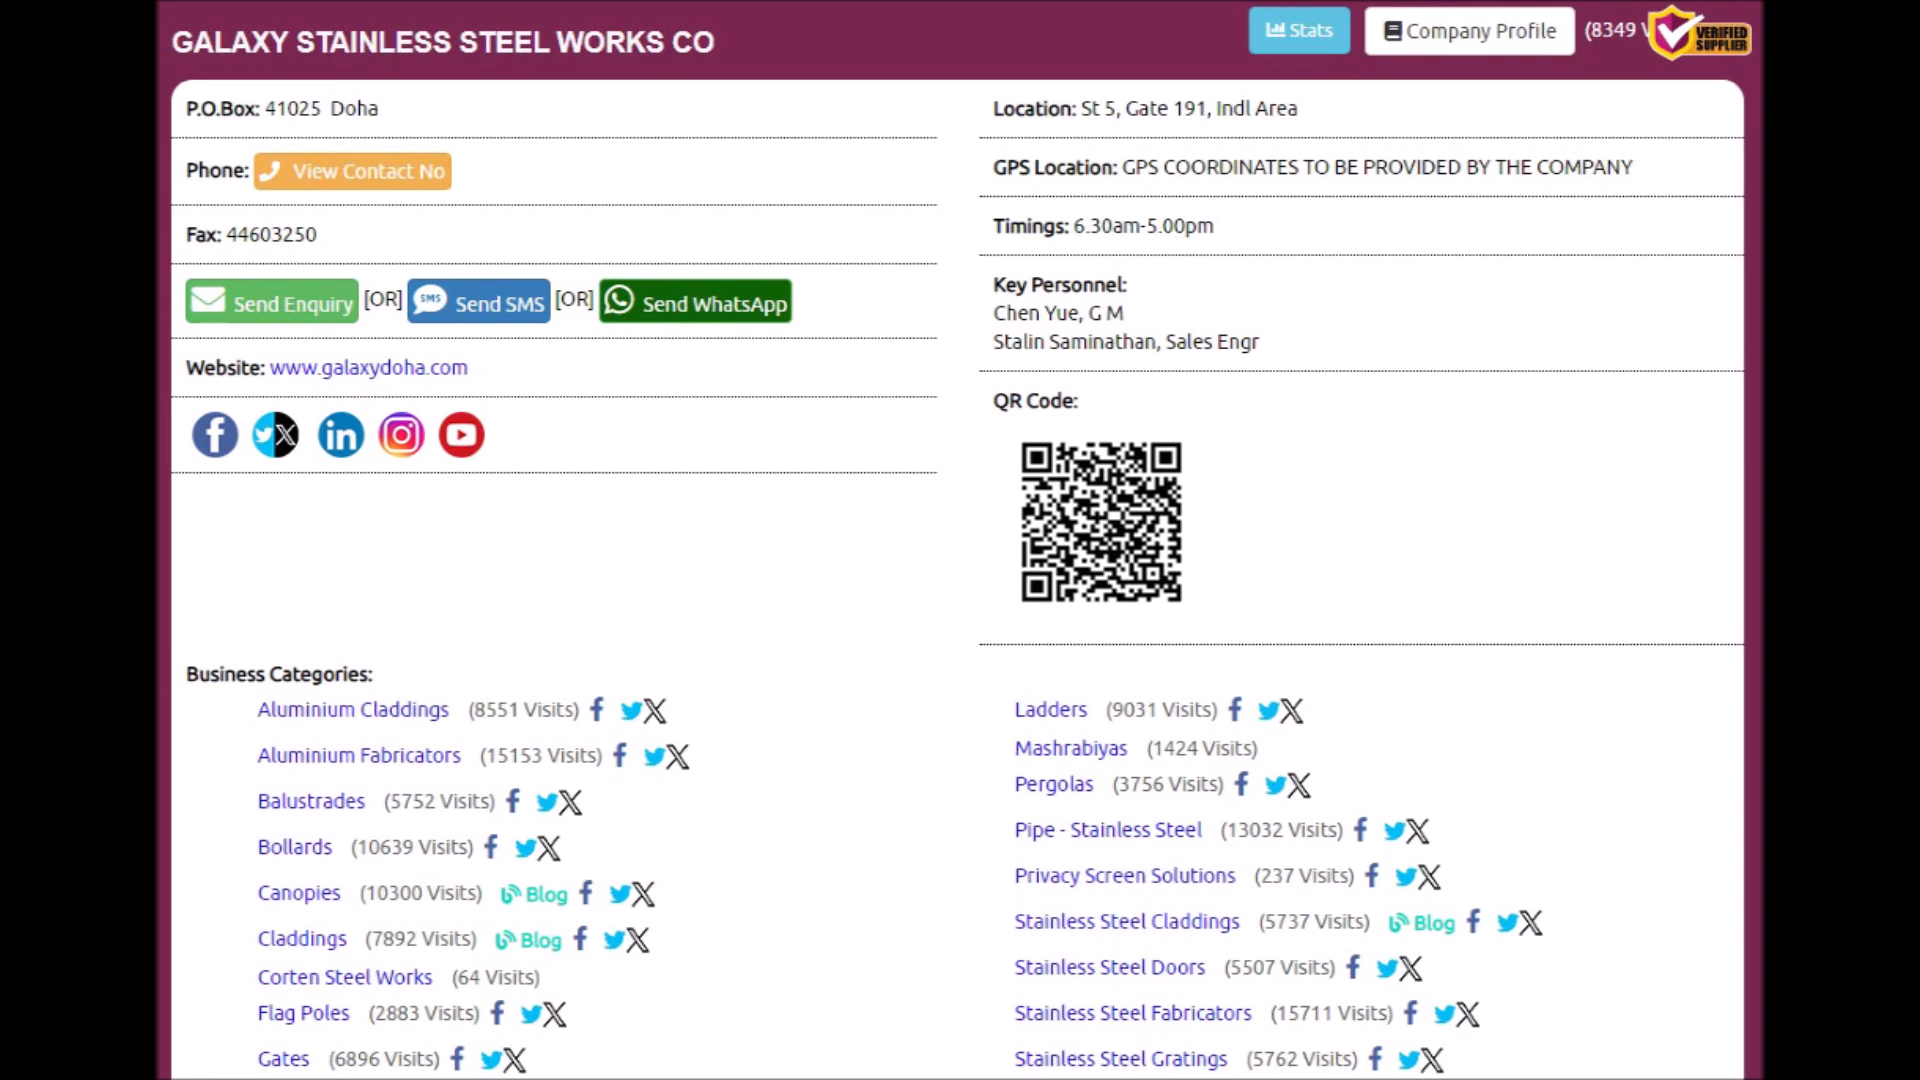 GALAXY STAINLESS STEEL WORKS CO
Stats
Company Profile
(8349
VERIFIED
SUPPLIER
P.O.Box: 41025 Doha
Phone: View Contact No
Fax: 44603250
Send Enquiry [OR] SMS Send SMS [OR] Send WhatsApp
Website: www.galaxydoha.com
Location: St 5, Gate 191, Indl Area
GPS Location: GPS COORDINATES TO BE PROVIDED BY THE COMPANY
Timings: 6.30am-5.00pm
Key Personnel:
Chen Yue, G M
Stalin Saminathan, Sales Engr
QR Code:
Business Categories:
Aluminium Claddings (8551 Visits)
Aluminium Fabricators (15153 Visits)
Balustrades (5752 Visits)
Bollards (10639 Visits)
Canopies (10300 Visits) Blog
Claddings (7892 Visits) Blog
Corten Steel Works (64 Visits)
Flag Poles (2883 Visits)
Gates (6896 Visits)
Ladders (9031 Visits)
Mashrabiyas (1424 Visits)
Pergolas (3756 Visits)
Pipe - Stainless Steel (13032 Visits)
Privacy Screen Solutions (237 Visits)
Stainless Steel Claddings (5737 Visits) Blog
Stainless Steel Doors (5507 Visits)
Stainless Steel Fabricators (15711 Visits)
Stainless Steel Gratings (5762 Visits)